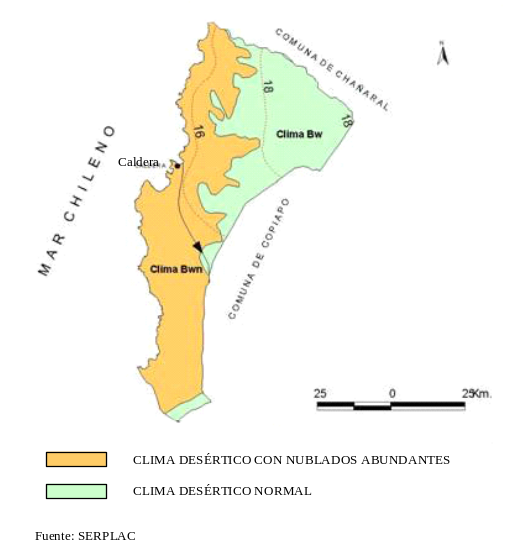 N
COMUNA DE CHAÑARAL
18
18
Clima Bw
16
Caldera
MAR CHILENO
COMUNA DE COPIAPO
Clima Bwn
25 0 25Km.
CLIMA DESÉRTICO CON NUBLADOS ABUNDANTES
CLIMA DESÉRTICO NORMAL
Fuente: SERPLAC